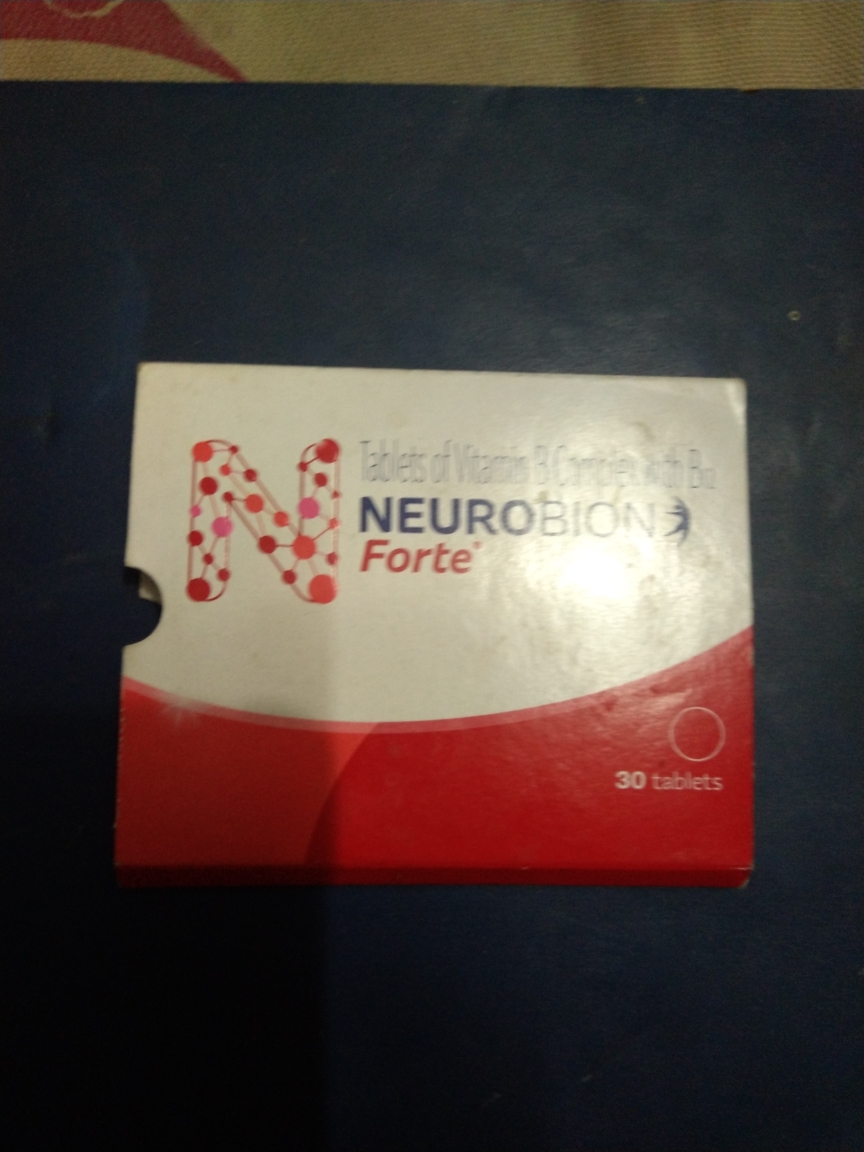 Tablets of Vitamin B Complex with B12
NEUROBION
Forte®
30 tablets